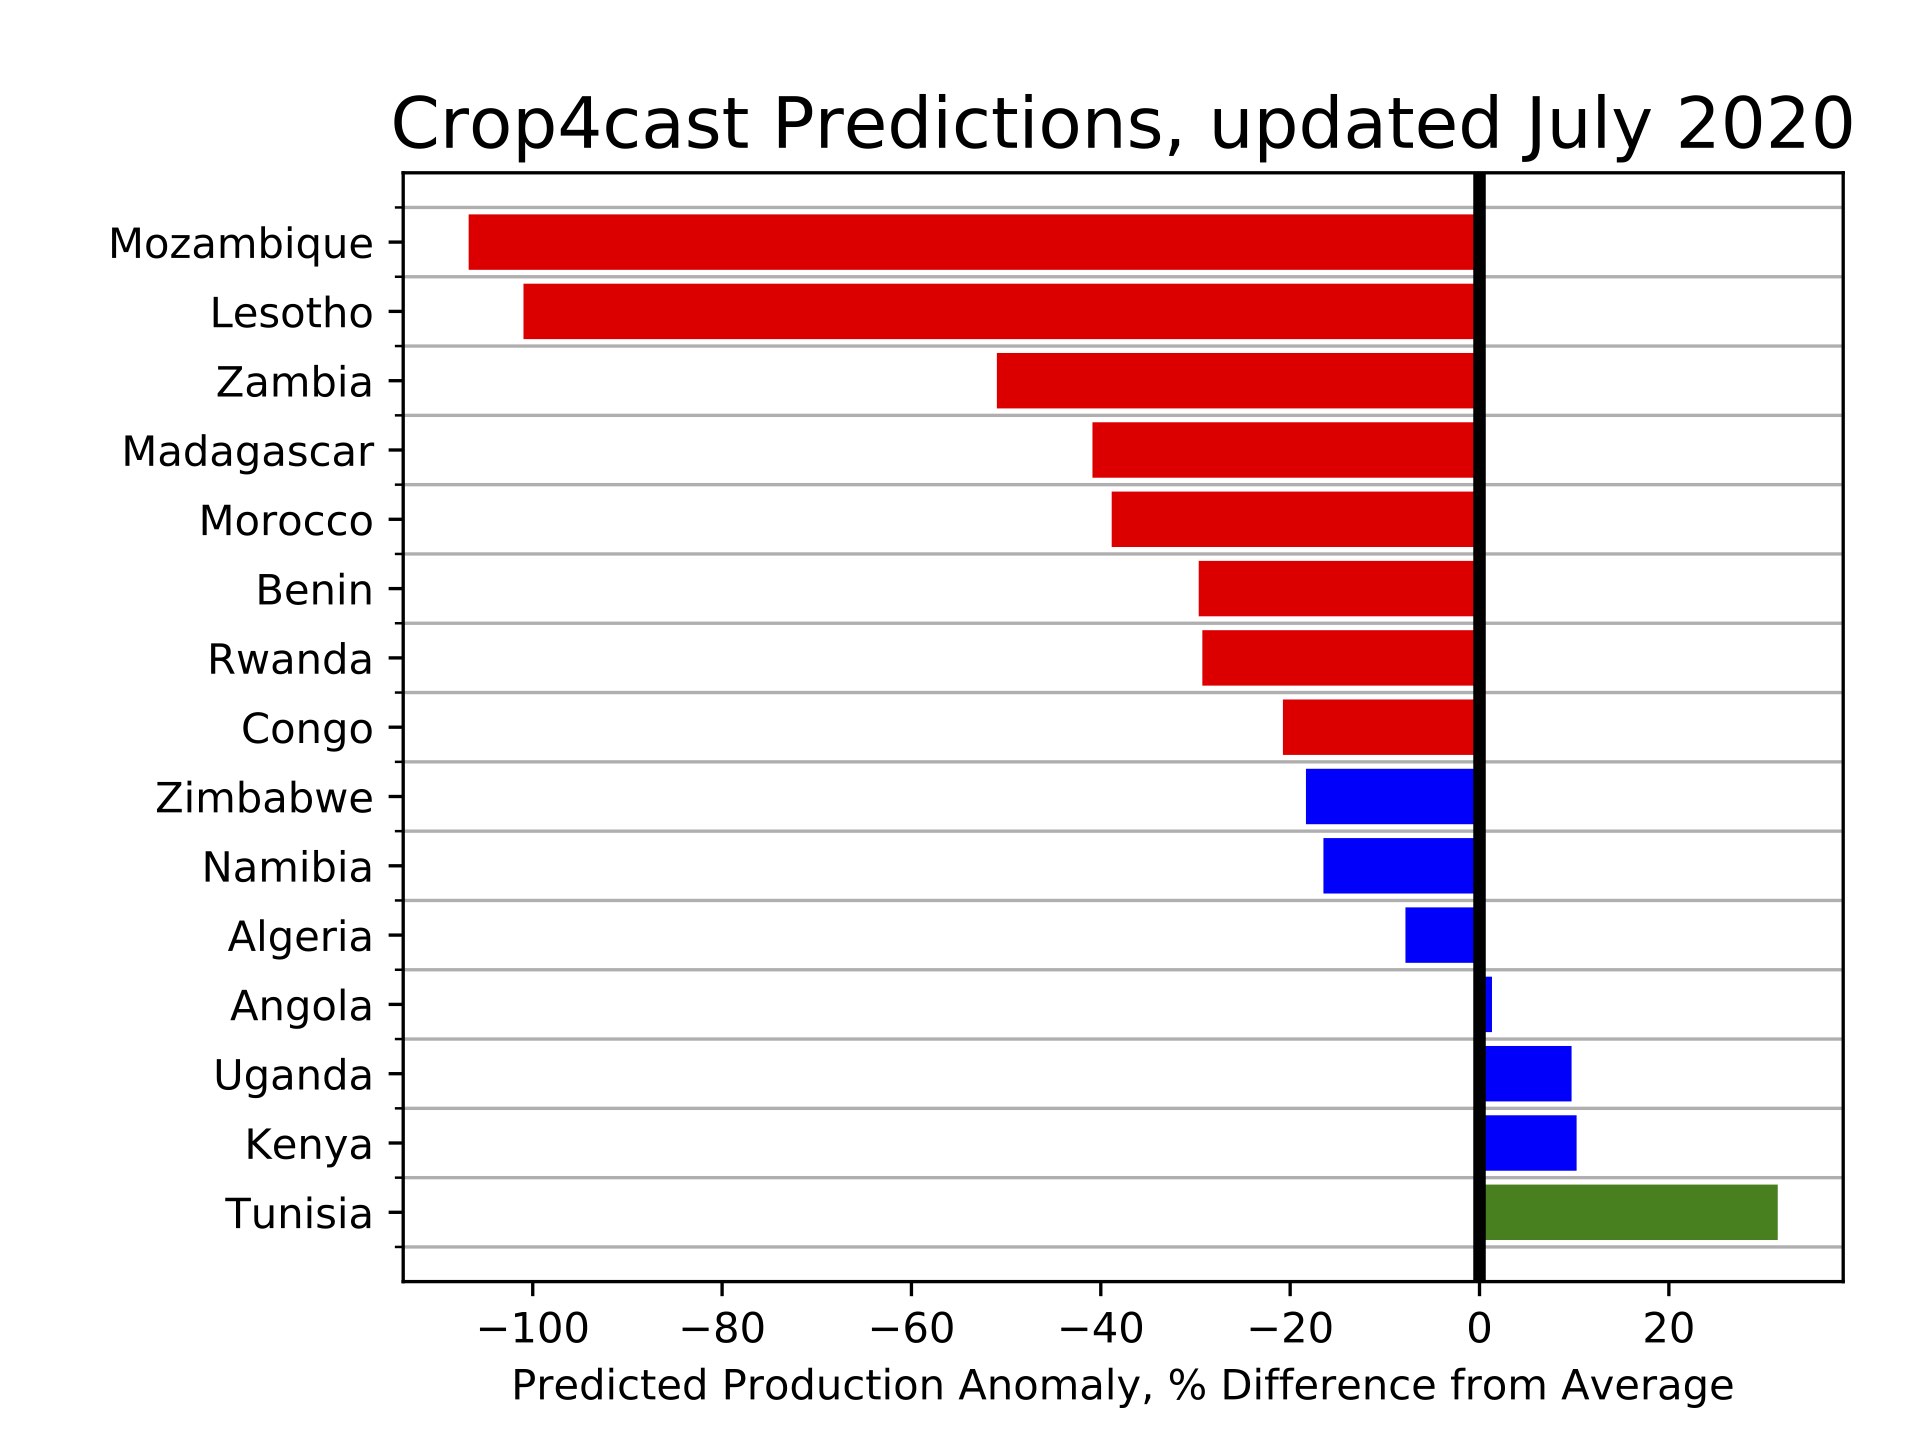 Crop4cast Predictions, updated July 2020
Mozambique
Lesotho
Zambia
Madagascar
Morocco
Benin
Rwanda
Congo
Zimbabwe
Namibia
Algeria
Angola
Uganda
Kenya
Tunisia
−100 −80 −60 −40 −20 0 20
Predicted Production Anomaly, % Difference from Average